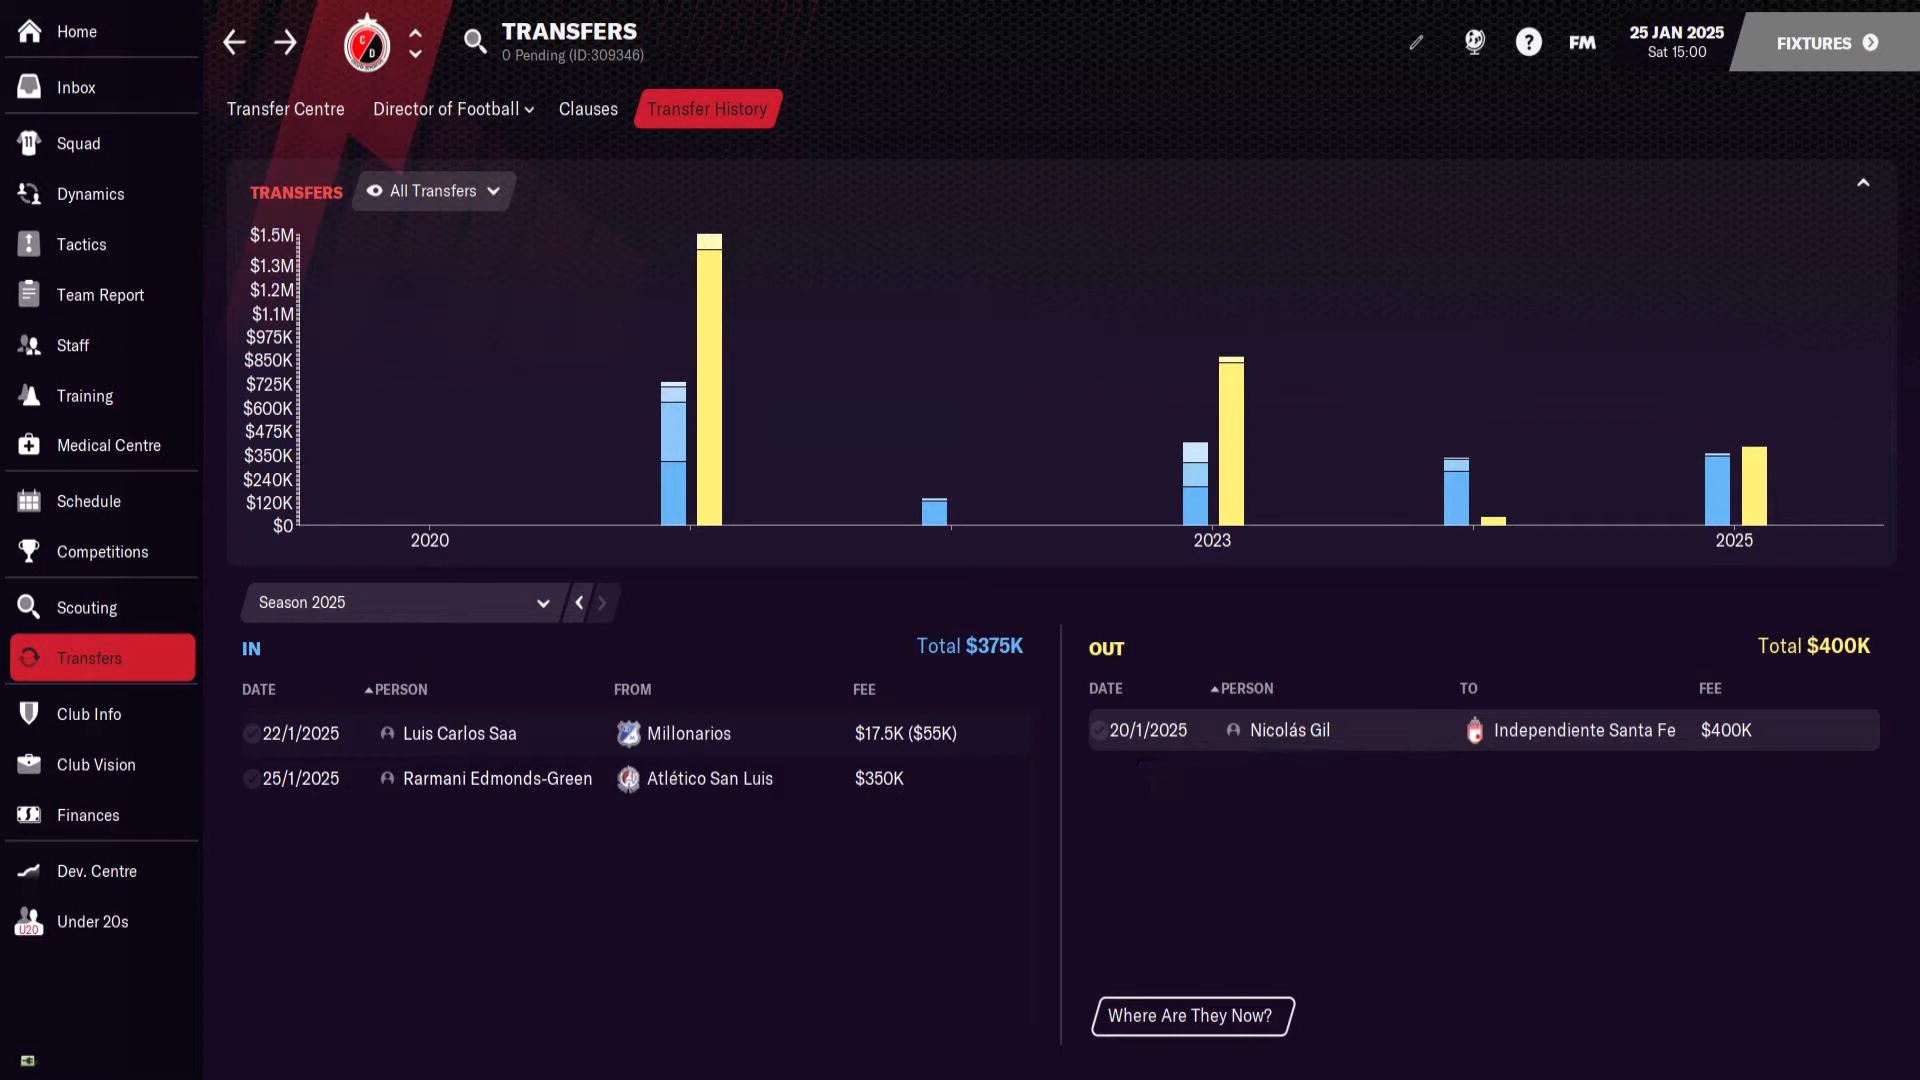 Home
Inbox
Squad
Dynamics
Tactics
Team Report
Staff
Training
Medical Centre
Schedule
Competitions
Scouting
Transfers
Club Info
Club Vision
Finances
Dev. Centre
Under 20s
U20
C D
TRANSFERS
0 Pending (ID:309346)
?
FM
25 JAN 2025
Sat 15:00
FIXTURES
Transfer Centre Director of Football Clauses Transfer History
TRANSFERS All Transfers
$1.5M
$1.3M
$1.2M
$1.1M
$975K
$850K
$725K
$600K
$475K
$350K
$240K
$120K
$0
2020 2023 2025
Season 2025
IN Total $375K
DATE PERSON FROM FEE
22/1/2025 Luis Carlos Saa Millonarios $17.5K ($55K)
25/1/2025 Rarmani Edmonds-Green Atlético San Luis $350K
OUT Total $400K
DATE PERSON TO FEE
20/1/2025 Nicolás Gil Independiente Santa Fe $400K
Where Are They Now?